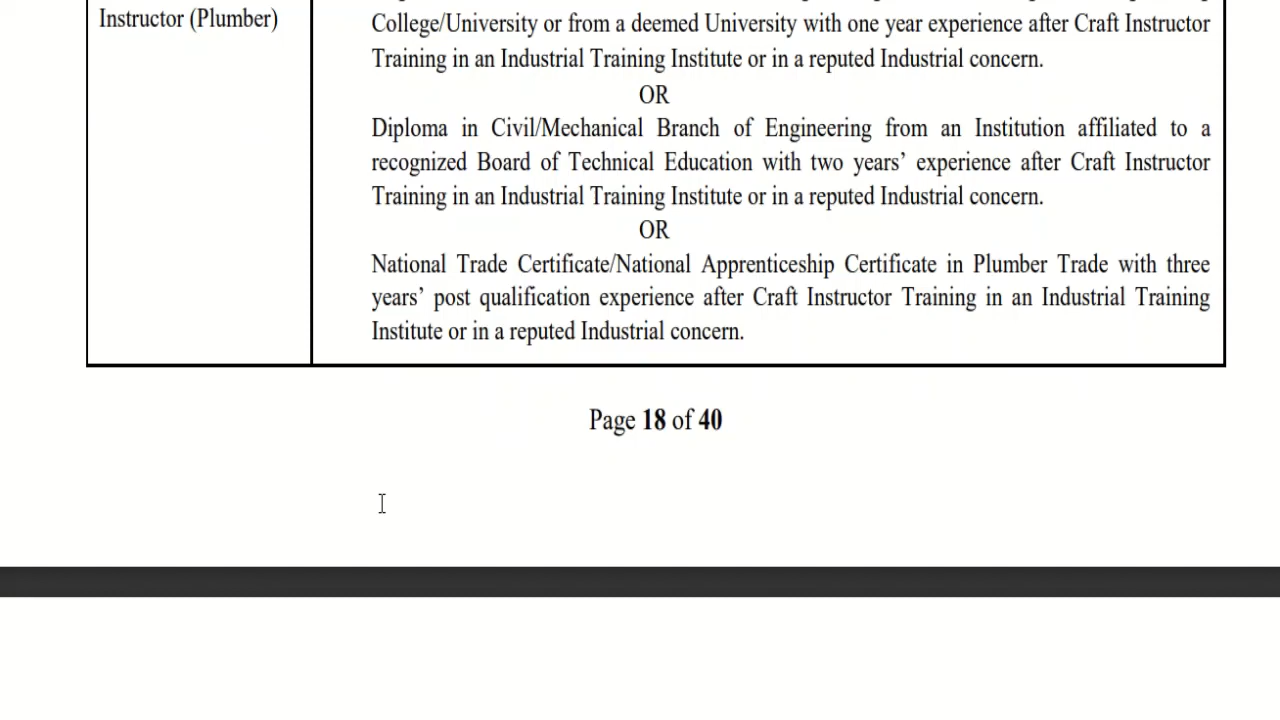 Instructor (Plumber)
College/University or from a deemed University with one year experience after Craft Instructor
Training in an Industrial Training Institute or in a reputed Industrial concern.
OR
Diploma in Civil/Mechanical Branch of Engineering from an Institution affiliated to a
recognized Board of Technical Education with two years’ experience after Craft Instructor
Training in an Industrial Training Institute or in a reputed Industrial concern.
OR
National Trade Certificate/National Apprenticeship Certificate in Plumber Trade with three
years’ post qualification experience after Craft Instructor Training in an Industrial Training
Institute or in a reputed Industrial concern.
Page 18 of 40